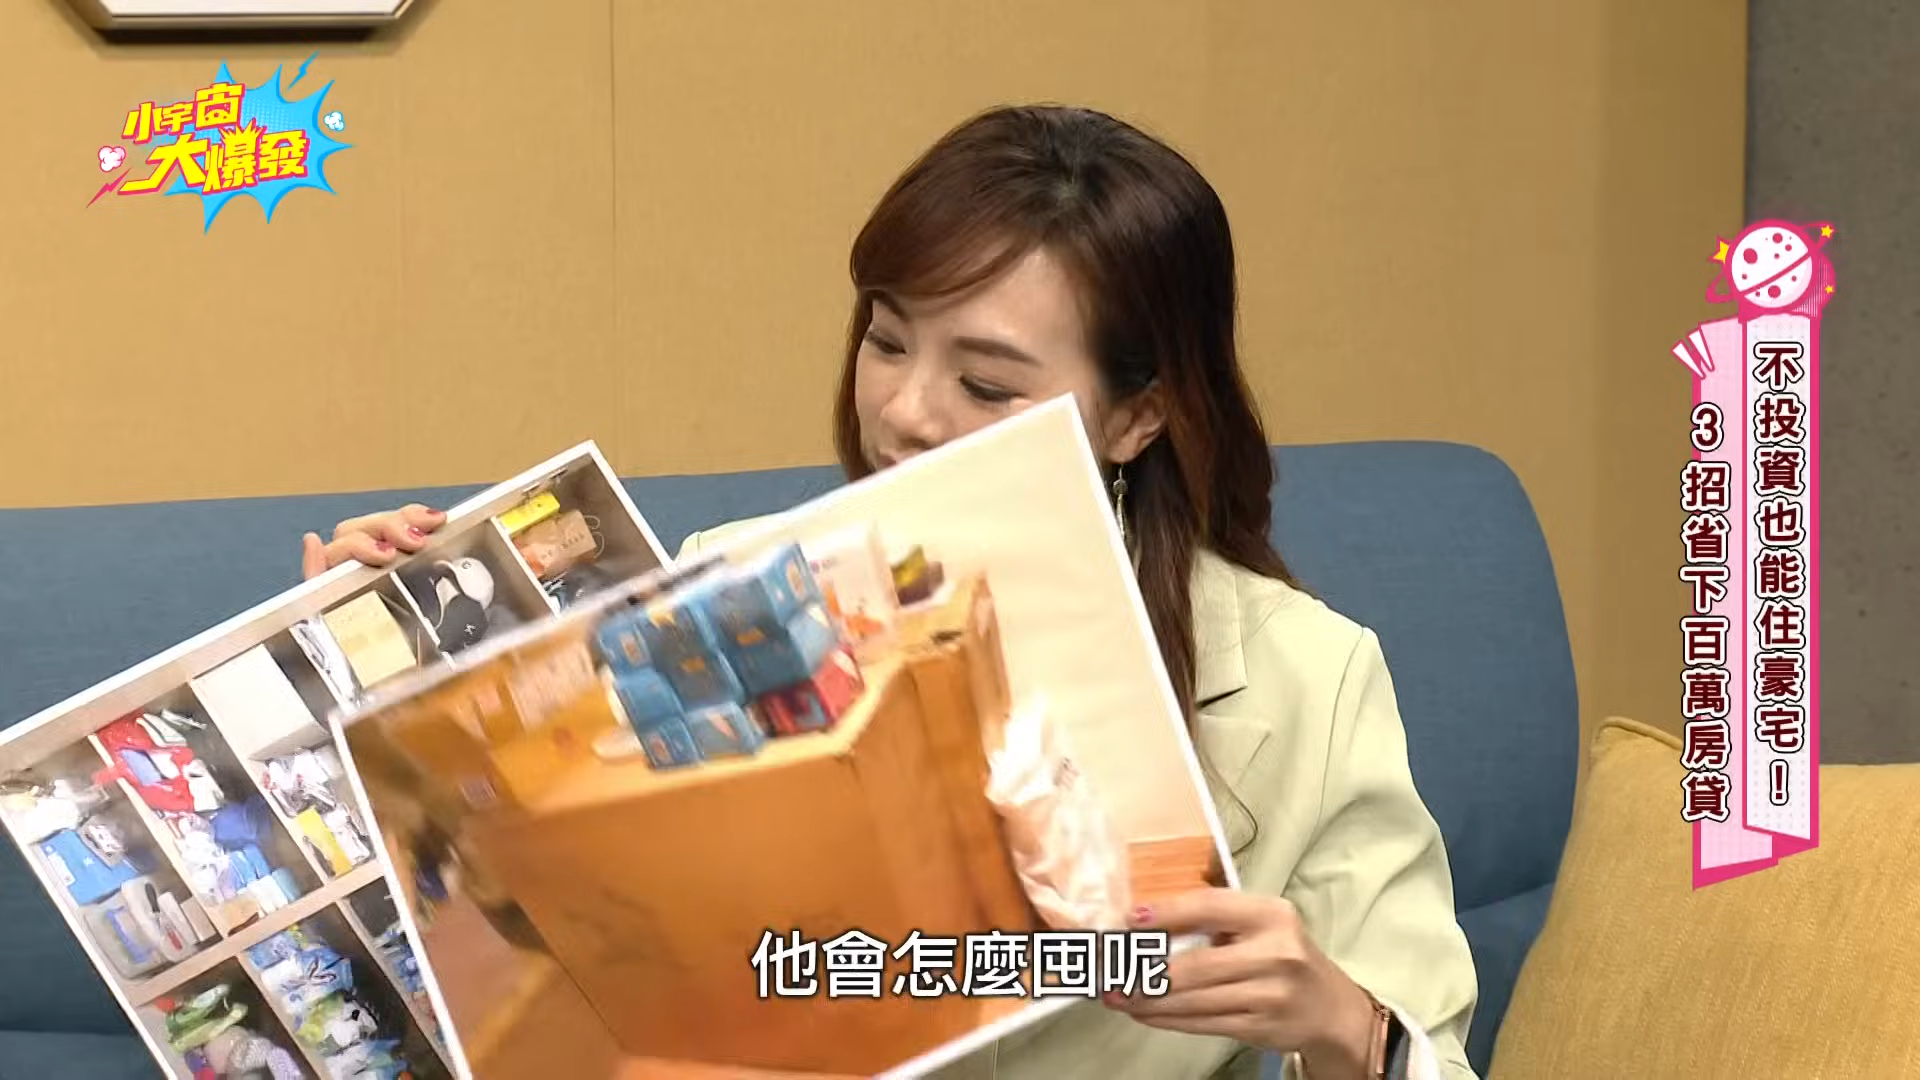 小宇宙
大爆發
不投資也能住豪宅！
3招省下百萬房貸
他會怎麼囤呢